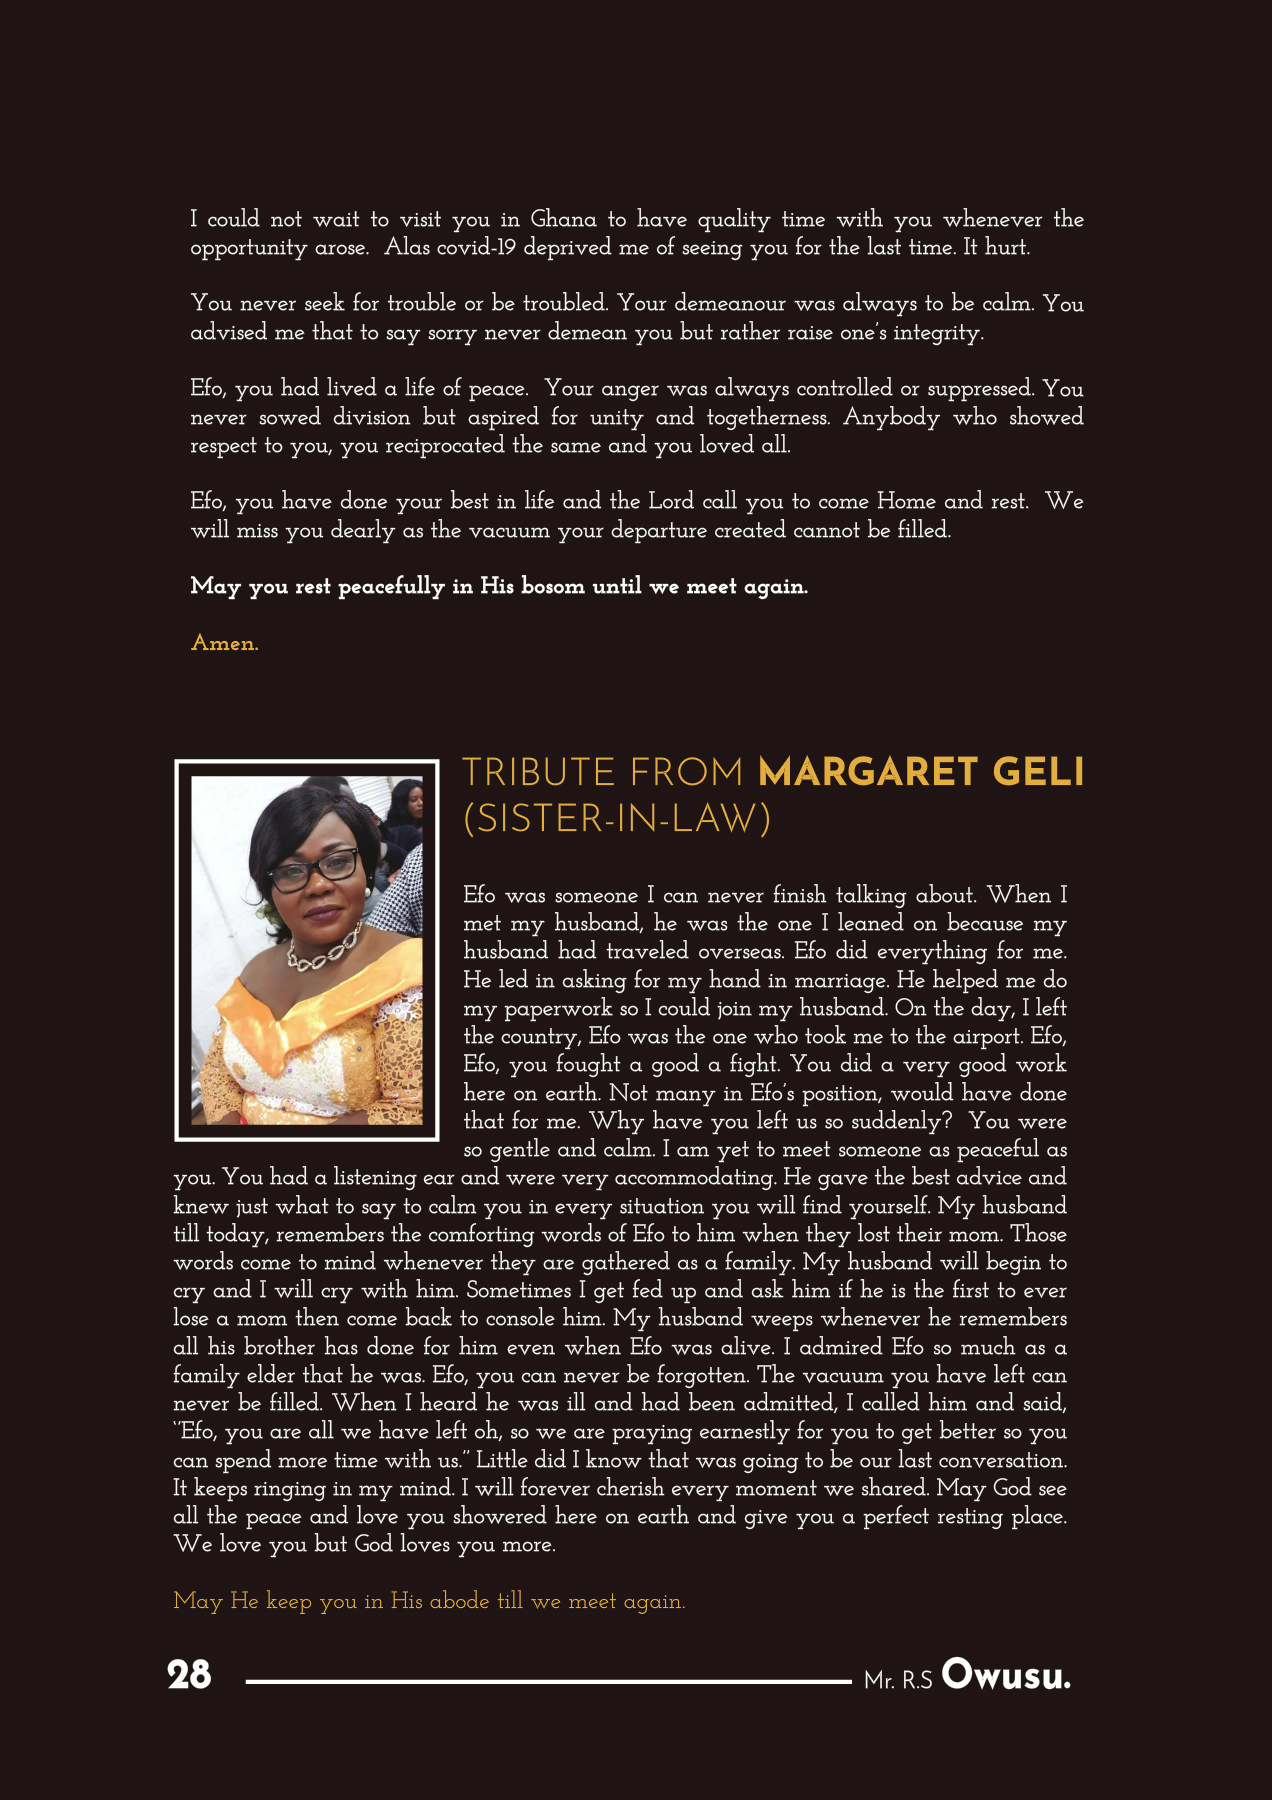 I could not wait to visit you in Ghana to have quality time with you whenever the
opportunity arose.  Alas covid-19 deprived me of seeing you for the last time. It hurt.
You never seek for trouble or be troubled. Your demeanour was always to be calm. You
advised me that to say sorry never demean you but rather raise one's integrity.
Efo, you had lived a life of peace.  Your anger was always controlled or suppressed. You
never sowed division but aspired for unity and togetherness. Anybody who showed
respect to you, you reciprocated the same and you loved all.
Efo, you have done your best in life and the Lord call you to come Home and rest.  We
will miss you dearly as the vacuum your departure created cannot be filled.
May you rest peacefully in His bosom until we meet again.
Amen.
TRIBUTE FROM MARGARET GELI
(SISTER-IN-LAW)
Efo was someone I can never finish talking about. When I
met my husband, he was the one I leaned on because my
husband had traveled overseas. Efo did everything for me.
He led in asking for my hand in marriage. He helped me do
my paperwork so I could join my husband. On the day, I left
the country, Efo was the one who took me to the airport. Efo,
Efo, you fought a good a fight. You did a very good work
here on earth. Not many in Efo's position, would have done
that for me. Why have you left us so suddenly?  You were
so gentle and calm. I am yet to meet someone as peaceful as
you. You had a listening ear and were very accommodating. He gave the best advice and
knew just what to say to calm you in every situation you will find yourself. My husband
till today, remembers the comforting words of Efo to him when they lost their mom. Those
words come to mind whenever they are gathered as a family. My husband will begin to
cry and I will cry with him. Sometimes I get fed up and ask him if he is the first to ever
lose a mom then come back to console him. My husband weeps whenever he remembers
all his brother has done for him even when Efo was alive. I admired Efo so much as a
family elder that he was. Efo, you can never be forgotten. The vacuum you have left can
never be filled. When I heard he was ill and had been admitted, I called him and said,
"Efo, you are all we have left oh, so we are praying earnestly for you to get better so you
can spend more time with us." Little did I know that was going to be our last conversation.
It keeps ringing in my mind. I will forever cherish every moment we shared. May God see
all the peace and love you showered here on earth and give you a perfect resting place.
We love you but God loves you more.
May He keep you in His abode till we meet again.
28 Mr. R.S Owusu.